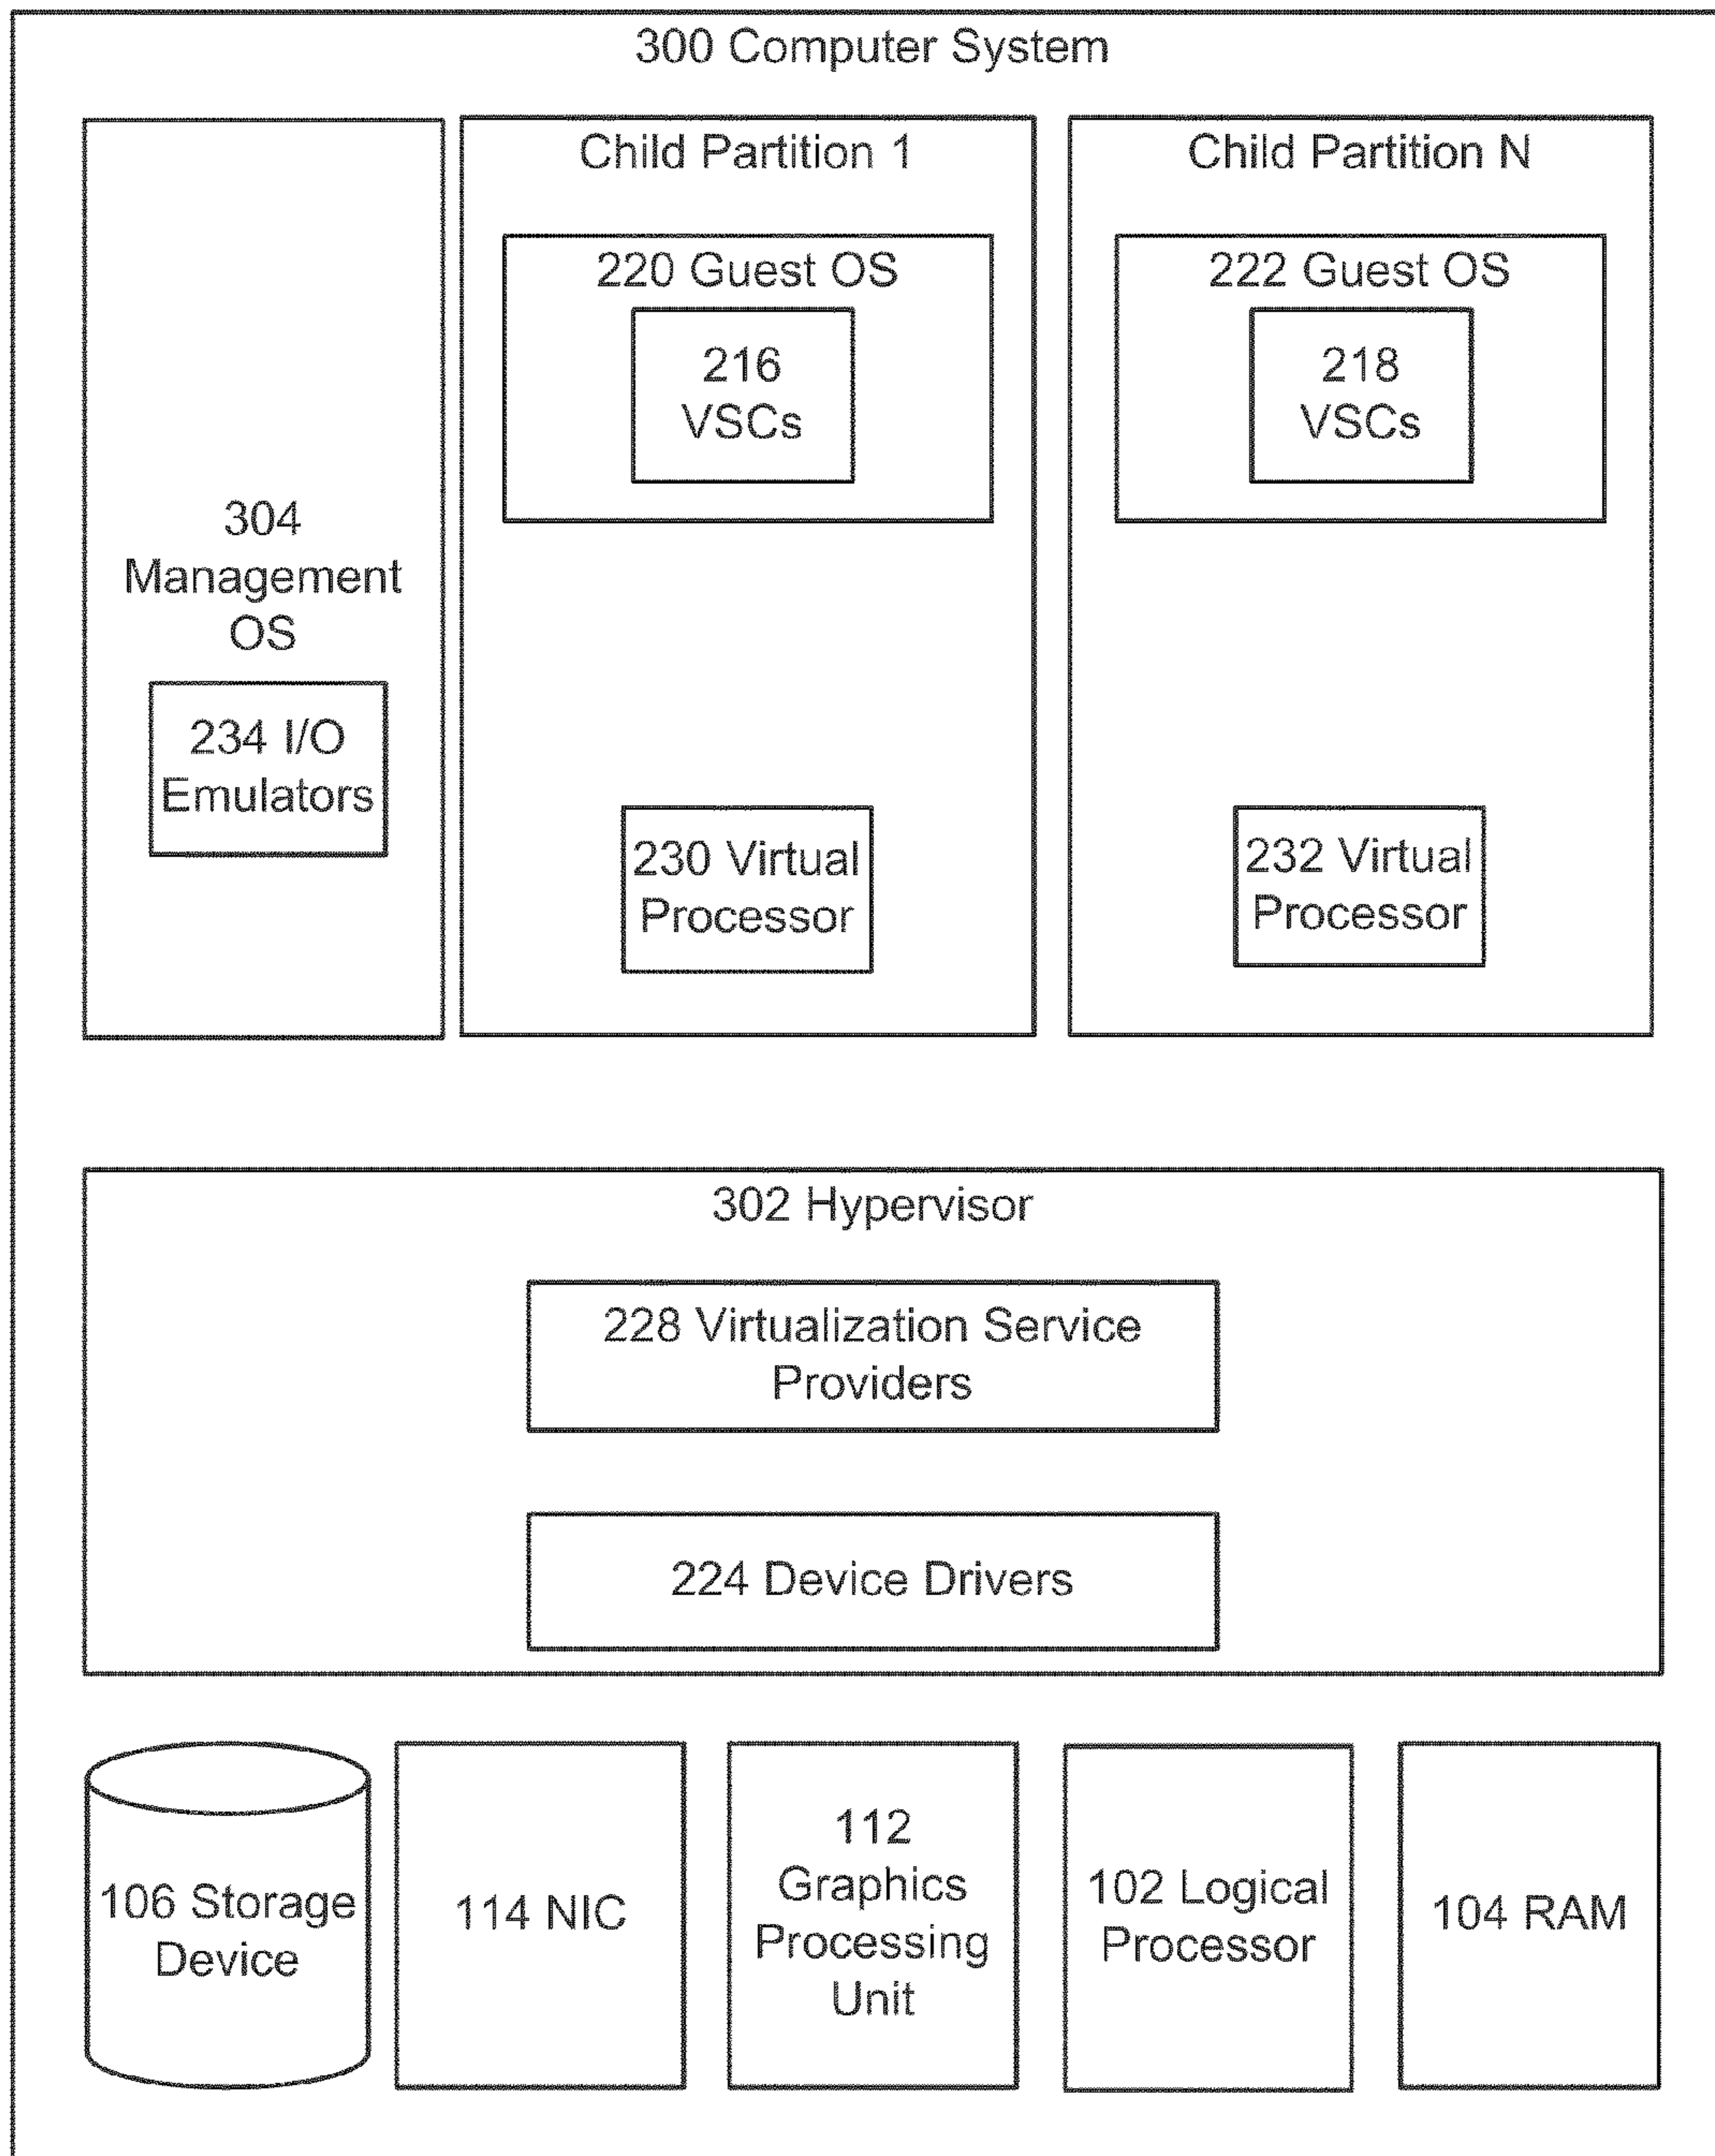 300 Computer System
304
Management
OS
234 I/O
Emulators
Child Partition 1
220 Guest OS
216
VSCs
230 Virtual
Processor
Child Partition N
222 Guest OS
218
VSCs
232 Virtual
Processor
302 Hypervisor
228 Virtualization Service
Providers
224 Device Drivers
106 Storage
Device
114 NIC
112
Graphics
Processing
Unit
102 Logical
Processor
104 RAM